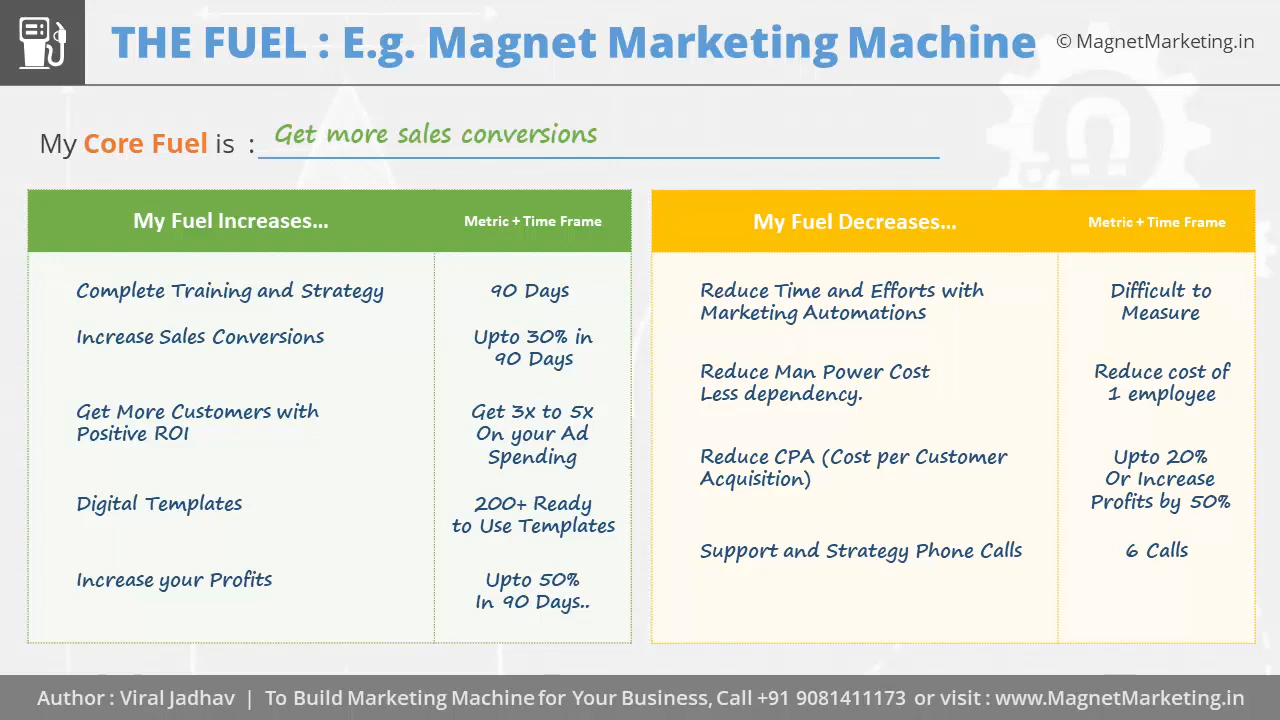 THE FUEL : E.g. Magnet Marketing Machine
© MagnetMarketing.in
My Core Fuel is : Get more sales conversions
My Fuel Increases...
Metric + Time Frame
Complete Training and Strategy
90 Days
Increase Sales Conversions
Upto 30% in
90 Days
Get More Customers with
Positive ROI
Get 3x to 5x
On your Ad
Spending
Digital Templates
200+ Ready
to Use Templates
Increase your Profits
Upto 50%
In 90 Days..
My Fuel Decreases...
Metric + Time Frame
Reduce Time and Efforts with
Marketing Automations
Difficult to
Measure
Reduce Man Power Cost
Less dependency.
Reduce cost of
1 employee
Reduce CPA (Cost per Customer
Acquisition)
Upto 20%
Or Increase
Profits by 50%
Support and Strategy Phone Calls
6 Calls
Author : Viral Jadhav | To Build Marketing Machine for Your Business, Call +91 9081411173 or visit : www.MagnetMarketing.in